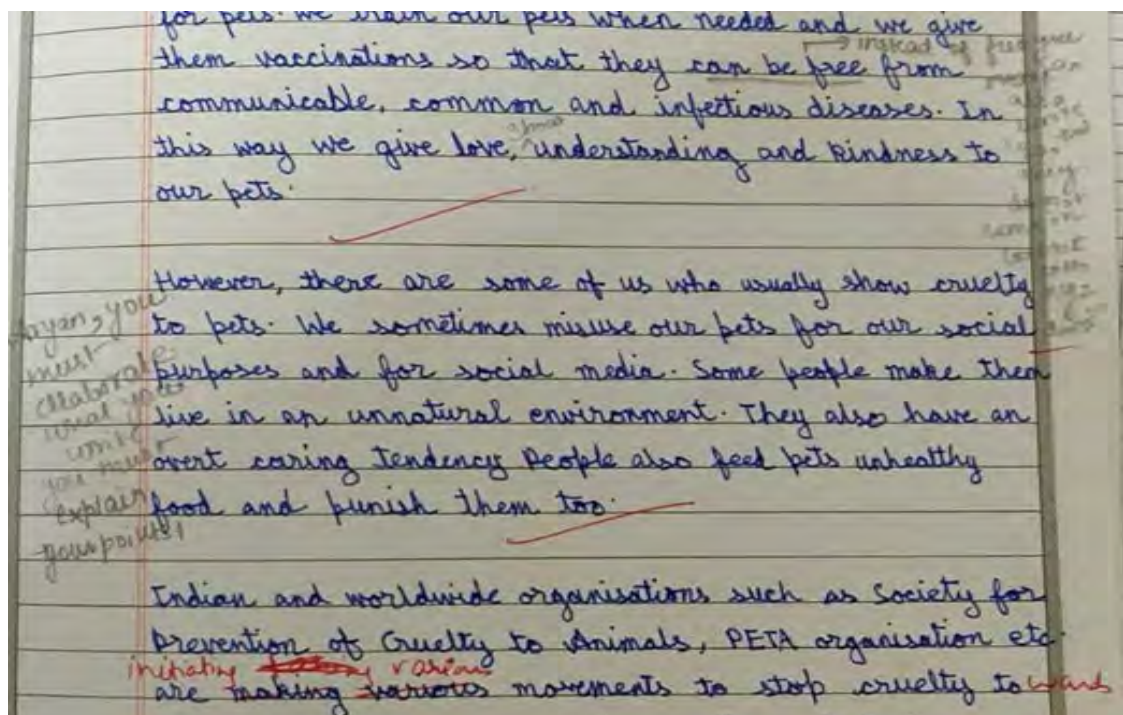 for pets. We train our pets when needed and we give
them vaccinations so that they can be free from
communicable, common and infectious diseases. In
this way we give love, understanding and kindness to
our pets.
However, there are some of us who usually show cruelty
to pets. We sometimes misuse our pets for our social
purposes and for social media. Some people make them
live in an unnatural environment. They also have an
overt caring Tendency People also feed pets unhealthy
food and punish them too.
Indian and worldwide organisations such as Society for
Prevention of Cruelty to Animals, PETA organisation etc.
initiating various
are making various movements to stop cruelty towards
instead of
you
must
elaborate
what you
write
you must
explain
your points!